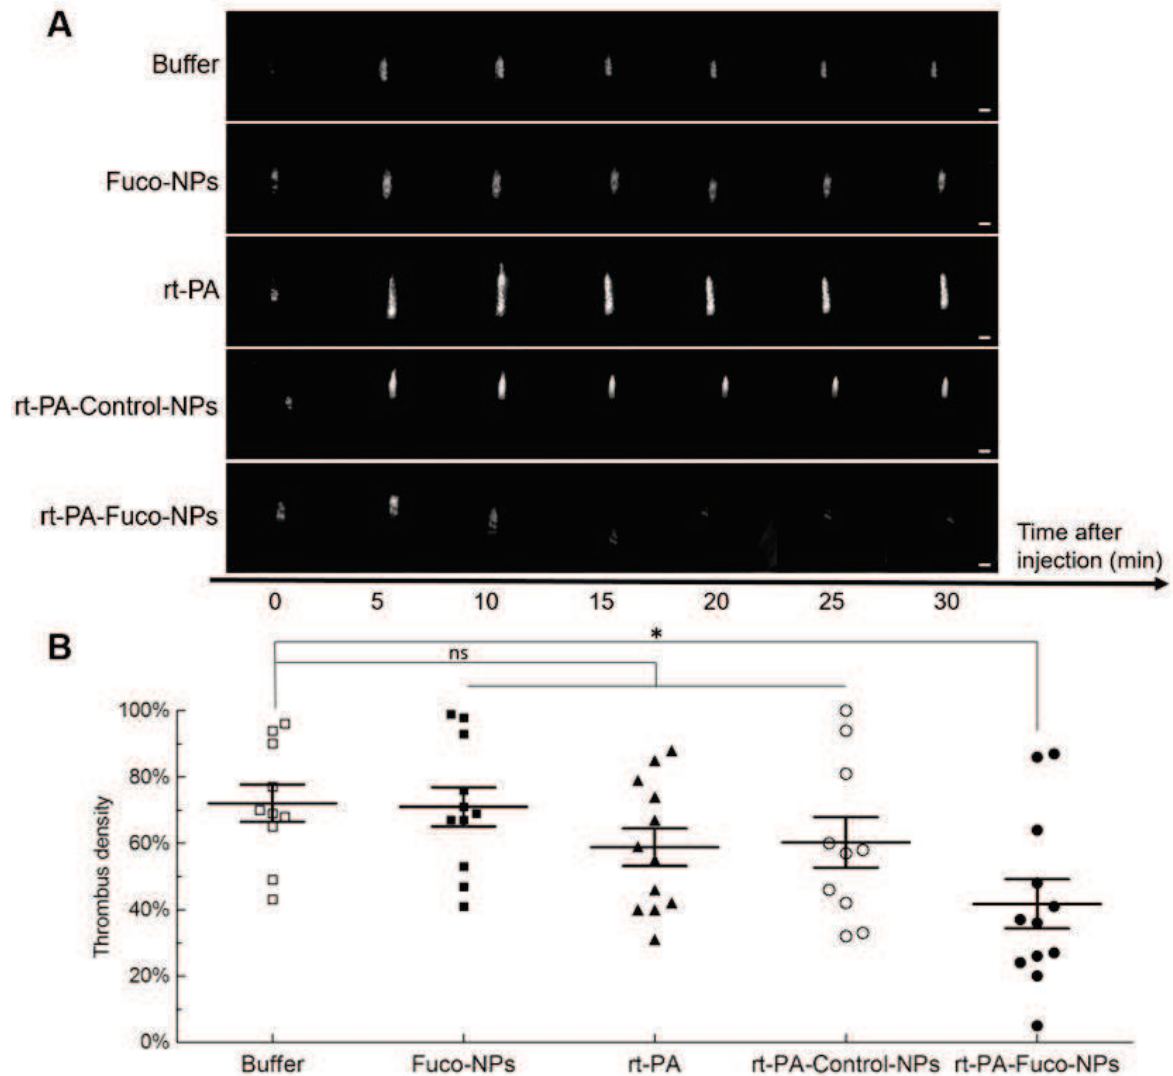 A
Buffer
Fuco-NPs
rt-PA
rt-PA-Control-NPs
rt-PA-Fuco-NPs
Time after
injection (min)
0 5 10 15 20 25 30
B
*
ns
100%
80%
60%
40%
20%
0%
Thrombus density
Buffer Fuco-NPs rt-PA rt-PA-Control-NPs rt-PA-Fuco-NPs